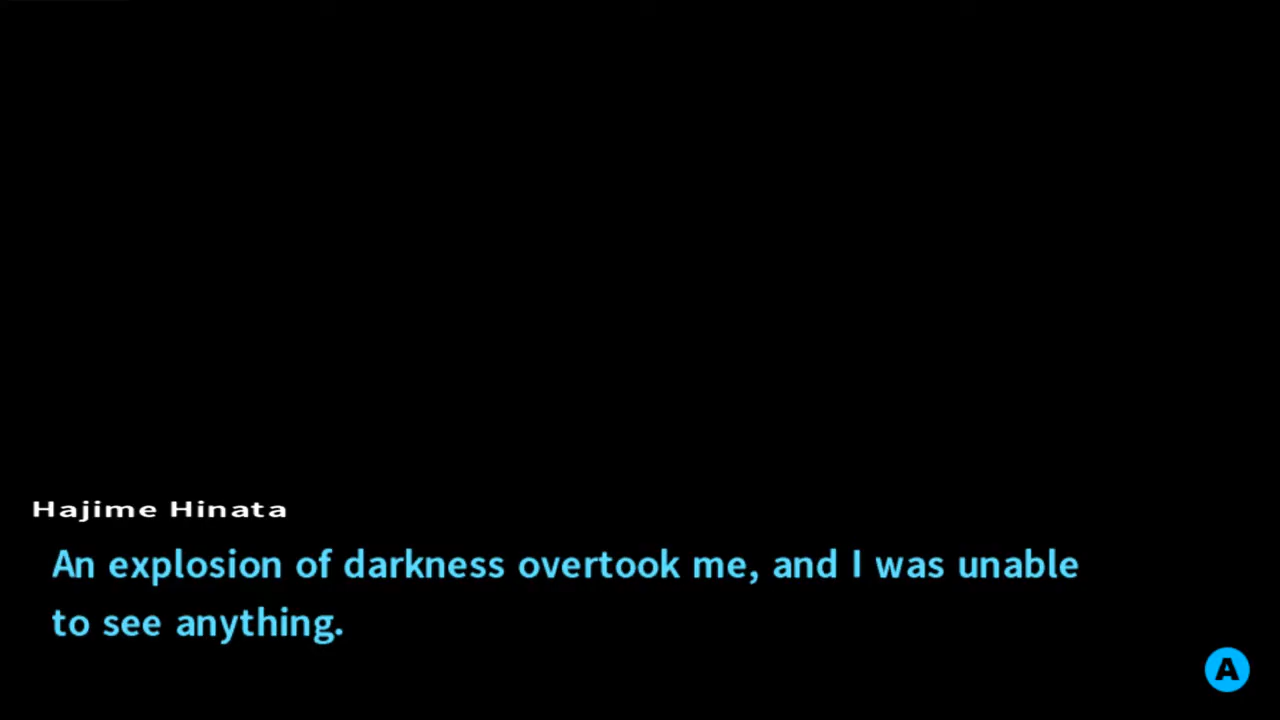 Hajime Hinata
An explosion of darkness overtook me, and I was unable
to see anything.
A